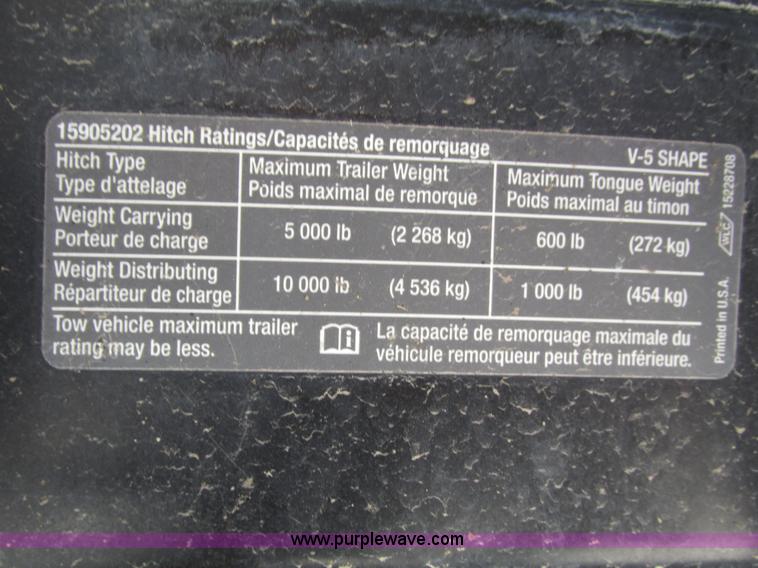 15905202 Hitch Ratings/Capacités de remorquage V-5 SHAPE
Hitch Type Maximum Trailer Weight Maximum Tongue Weight
Type d'attelage Poids maximal de remorque Poids maximal au timon
Weight Carrying
Porteur de charge 5 000 lb (2 268 kg) 600 lb (272 kg)
Weight Distributing
Répartiteur de charge 10 000 lb (4 536 kg) 1 000 lb (454 kg)
Tow vehicle maximum trailer
rating may be less.
La capacité de remorquage maximale du
véhicule remorqueur peut être inférieure.
Printed in U.S.A. WLC 15228708
www.purplewave.com